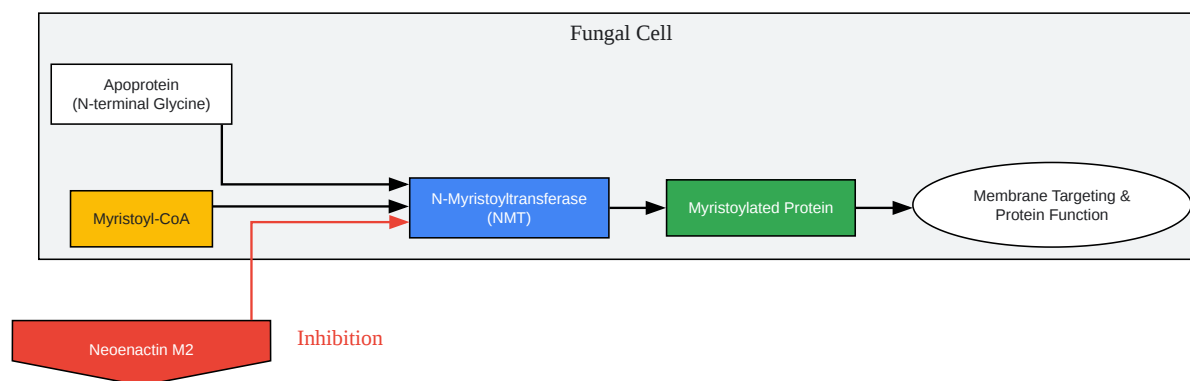 Fungal Cell
Apoprotein
(N-terminal Glycine)
Myristoyl-CoA
N-Myristoyltransferase
(NMT)
Myristoylated Protein
Membrane Targeting &
Protein Function
Neoenactin M2
Inhibition